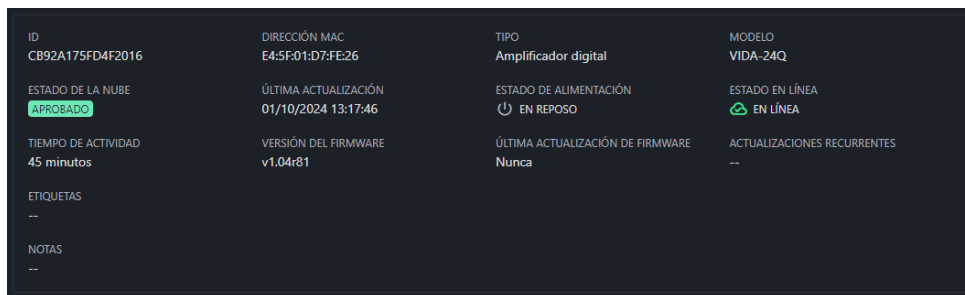 ID
CB92A175FD4F2016
DIRECCIÓN MAC
E4:5F:01:D7:FE:26
TIPO
Amplificador digital
MODELO
VIDA-24Q
ESTADO DE LA NUBE
APROBADO
ÚLTIMA ACTUALIZACIÓN
01/10/2024 13:17:46
ESTADO DE ALIMENTACIÓN
EN REPOSO
ESTADO EN LÍNEA
EN LÍNEA
TIEMPO DE ACTIVIDAD
45 minutos
VERSIÓN DEL FIRMWARE
v1.04r81
ÚLTIMA ACTUALIZACIÓN DE FIRMWARE
Nunca
ACTUALIZACIONES RECURRENTES
--
ETIQUETAS
--
NOTAS
--